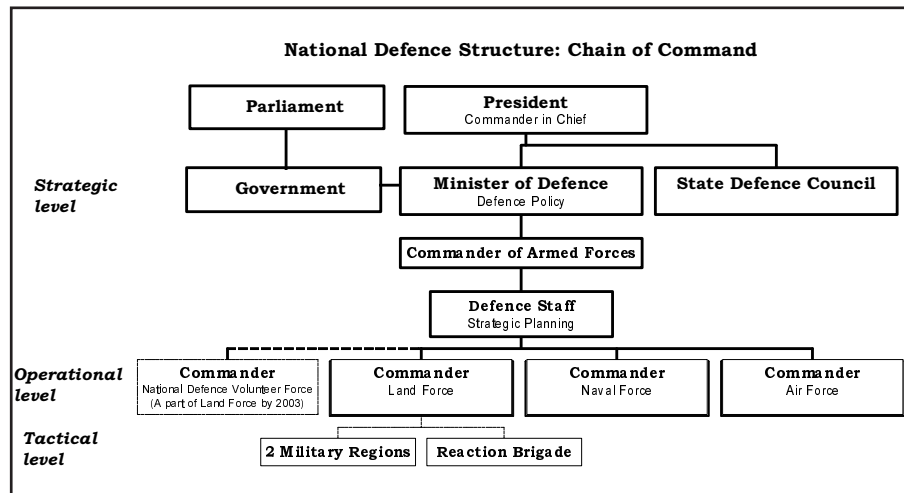 National Defence Structure: Chain of Command
Parliament
President
Commander in Chief
Strategic
level
Government
Minister of Defence
Defence Policy
State Defence Council
Commander of Armed Forces
Defence Staff
Strategic Planning
Operational
level
Commander
National Defence Volunteer Force
(A part of Land Force by 2003)
Commander
Land Force
Commander
Naval Force
Commander
Air Force
Tactical
level
2 Military Regions
Reaction Brigade